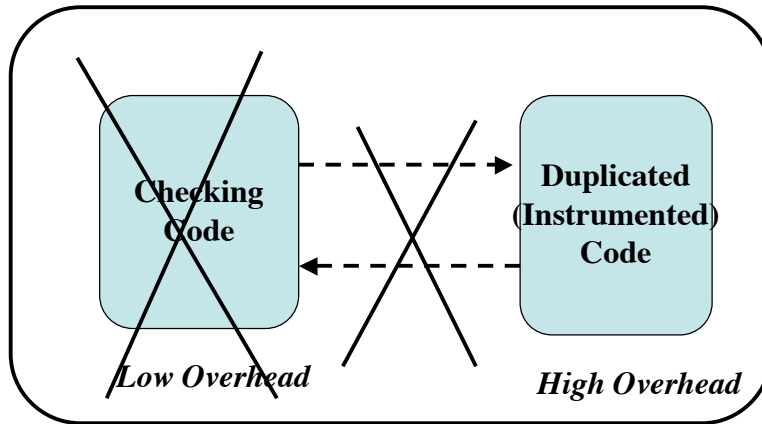 Checking
Code
Duplicated
(Instrumented)
Code
Low Overhead
High Overhead